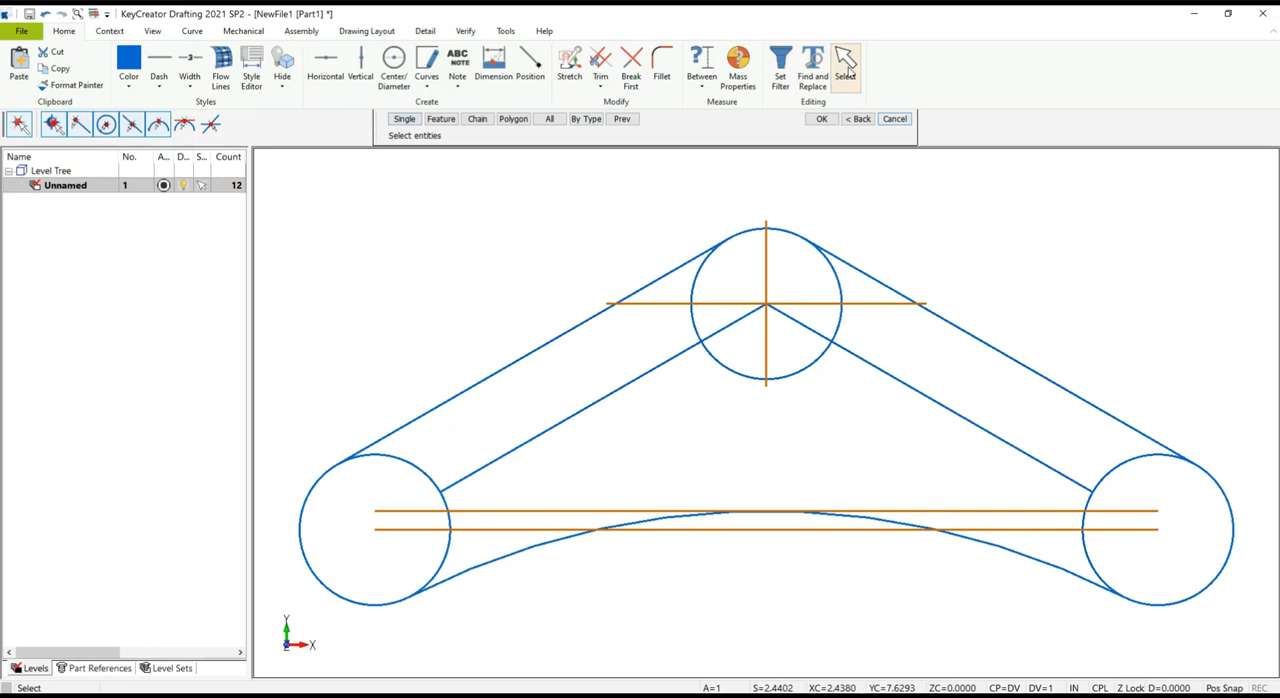 KeyCreator Drafting 2021 SP2 - [NewFile1 [Part1] *]
File Home Context View Curve Mechanical Assembly Drawing Layout Detail Verify Tools Help
Paste Cut Copy Format Painter
Clipboard
Color Dash Width Flow Lines Style Editor Hide
Styles
Horizontal Vertical Center/ Diameter Curves ABC NOTE Note Dimension Position
Create
Stretch Trim Break First Fillet
Modify
Between Mass Properties
Measure
Set Filter Find and Replace Select
Editing
Single Feature Chain Polygon All By Type Prev OK < Back Cancel
Select entities
Name No. A... D... S... Count
Level Tree
Unnamed 1 12
Y
Z X
Levels Part References Level Sets
Select A=1 S=2.4402 XC=2.4380 YC=7.6293 ZC=0.0000 CP=DV DV=1 IN CPL Z Lock D=0.0000 Pos Snap REC